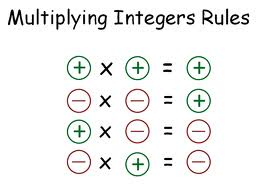 Multiplying Integers Rules
+ × + = +
− × − = +
+ × − = −
− × + = −